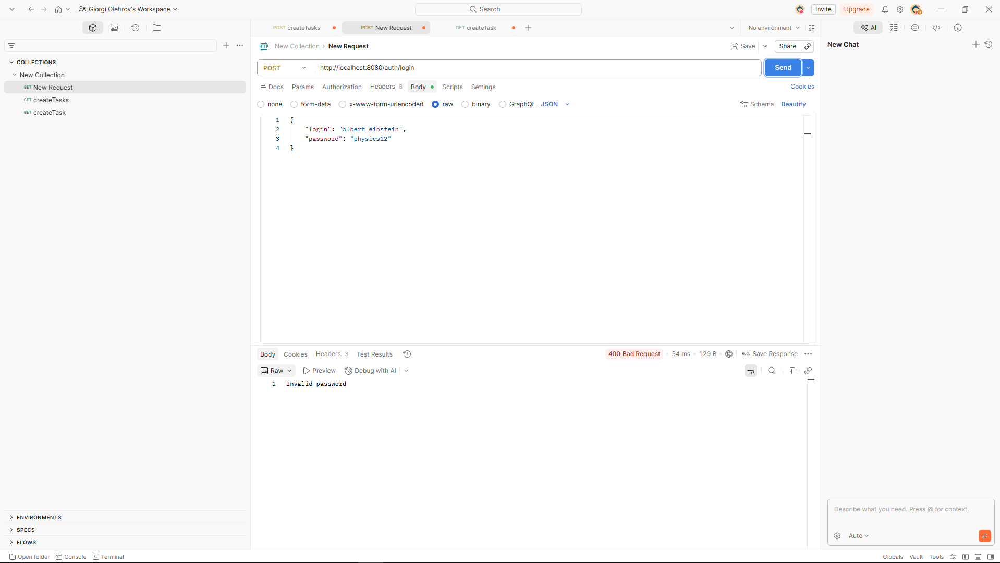 Giorgi Olefirov's Workspace
Search
Invite
Upgrade
POST createTasks
POST New Request
GET createTask
No environment
AI
New Collection › New Request
Save
Share
New Chat
COLLECTIONS
New Collection
GET New Request
GET createTasks
GET createTask
HTTP
POST
http://localhost:8080/auth/login
Send
Docs
Params
Authorization
Headers 8
Body
Scripts
Settings
Cookies
none
form-data
x-www-form-urlencoded
raw
binary
GraphQL
JSON
Schema
Beautify
1 {
2 "login": "albert_einstein",
3 "password": "physics12"
4 }
Body
Cookies
Headers 3
Test Results
400 Bad Request
54 ms
129 B
e.g. Save Response
Raw
Preview
Debug with AI
1 Invalid password
ENVIRONMENTS
SPECS
FLOWS
Describe what you need. Press @ for context.
Auto
Open folder
Console
Terminal
Globals
Vault
Tools